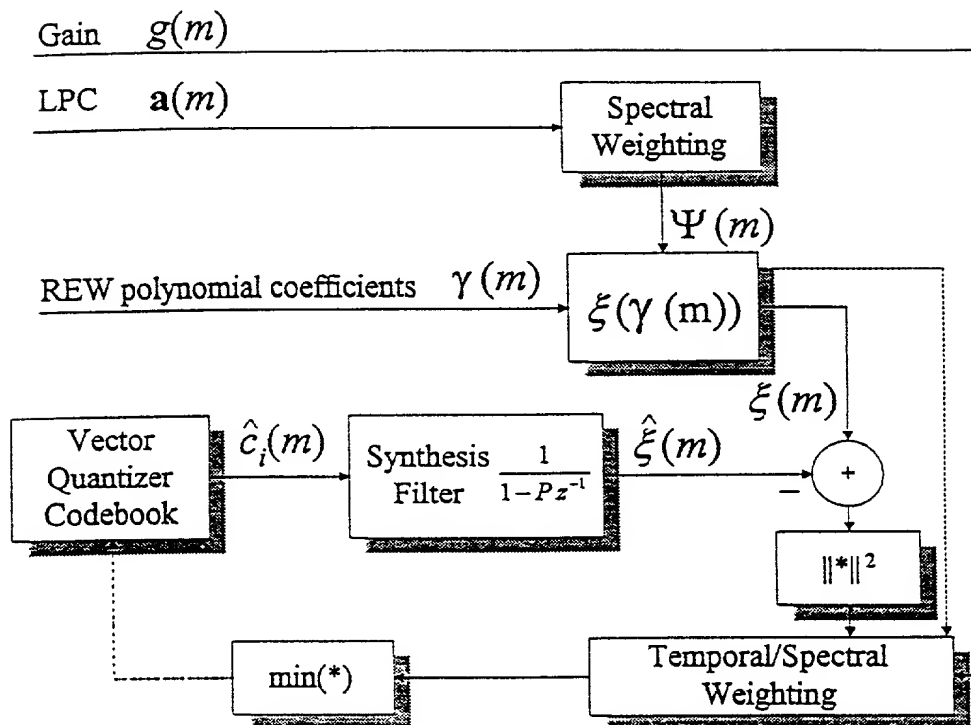 Gain g(m)
LPC a(m)
Spectral
Weighting
Ψ(m)
REW polynomial coefficients γ(m)
ξ(γ(m))
ξ(m)
Vector
Quantizer
Codebook
ĉᵢ(m)
Synthesis
Filter 1/(1−Pz⁻¹)
ξ̂(m)
+
−
‖*‖²
Temporal/Spectral
Weighting
min(*)